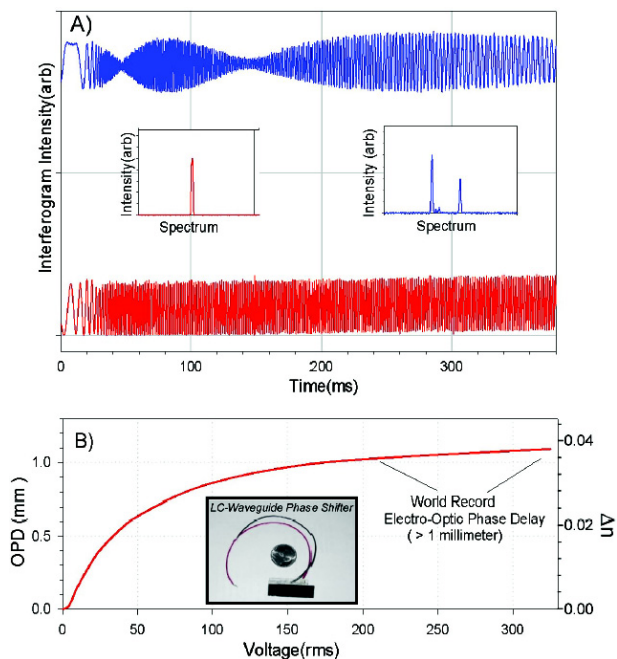 A)
Interferogram Intensity(arb)
Intensity(arb)
Spectrum
Intensity (arb)
Spectrum
0
100
200
300
Time(ms)
B)
OPD (mm )
1.0
0.5
0.0
LC-Waveguide Phase Shifter
World Record
Electro-Optic Phase Delay
( > 1 millimeter)
0.04
0.02
0.00
Δn
0
50
100
150
200
250
300
Voltage(rms)